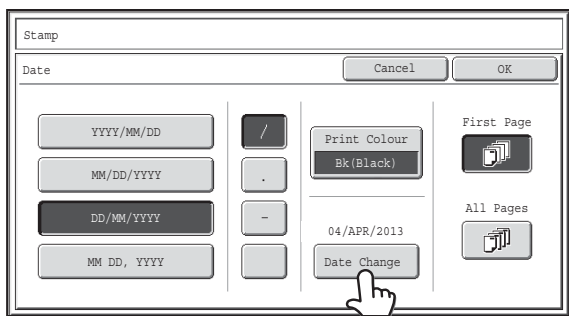 Stamp
Date
Cancel
OK
YYYY/MM/DD
MM/DD/YYYY
DD/MM/YYYY
MM DD, YYYY
/
.
-
Print Colour
Bk(Black)
04/APR/2013
Date Change
First Page
All Pages